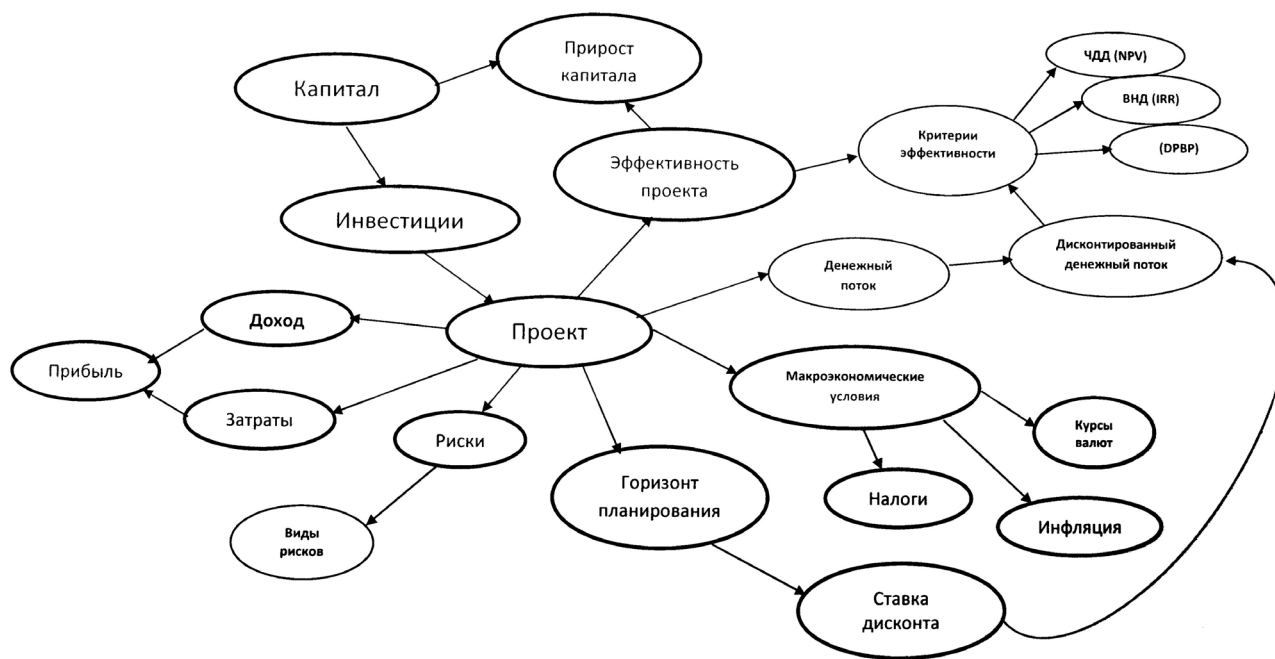 ЧДД (NPV)
Прирост
капитала
Капитал
ВНД (IRR)
Критерии
эффективности
(DPBP)
Эффективность
проекта
Инвестиции
Дисконтированный
денежный поток
Денежный
поток
Доход
Проект
Прибыль
Макроэкономические
условия
Затраты
Риски
Курсы
валют
Горизонт
планирования
Налоги
Виды
рисков
Инфляция
Ставка
дисконта